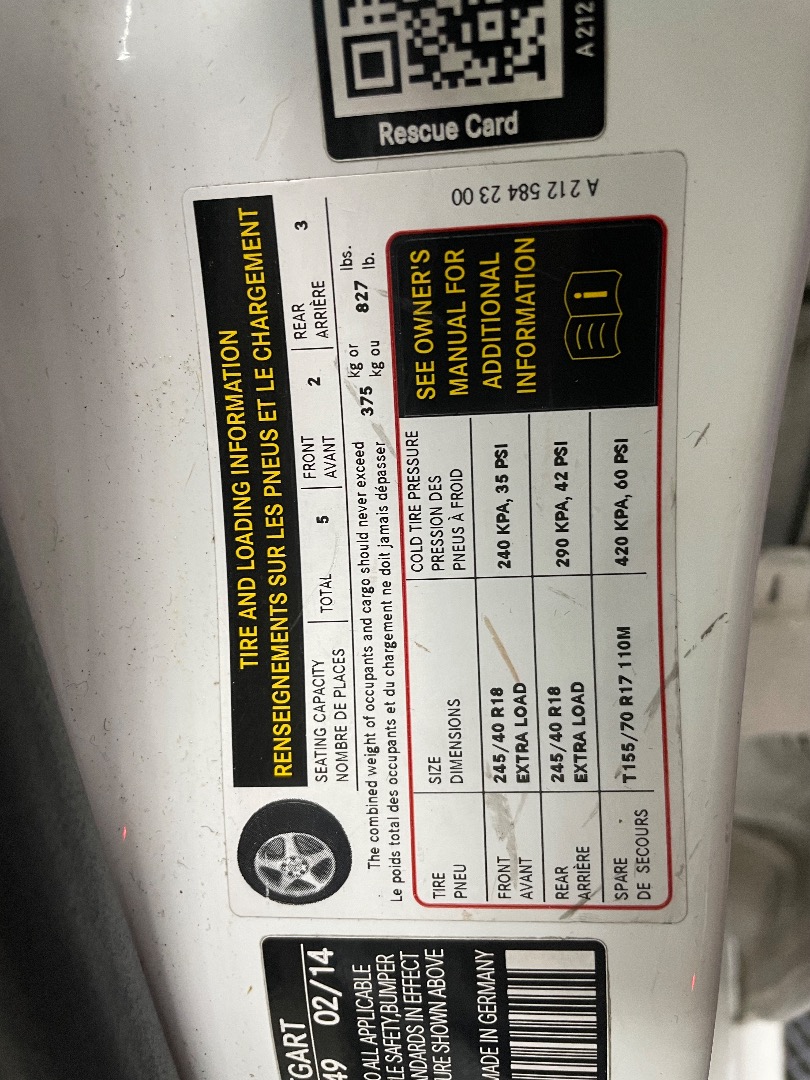 Rescue Card
A 212
TIRE AND LOADING INFORMATION
RENSEIGNEMENTS SUR LES PNEUS ET LE CHARGEMENT
SEATING CAPACITY TOTAL 5 FRONT 2 REAR 3
NOMBRE DE PLACES AVANT ARRIÈRE
The combined weight of occupants and cargo should never exceed 375 kg or 827 lbs.
Le poids total des occupants et du chargement ne doit jamais dépasser kg ou lb.
TIRE SIZE COLD TIRE PRESSURE
PNEU DIMENSIONS PRESSION DES
PNEUS À FROID
FRONT 245/40 R18 240 KPA, 35 PSI
AVANT EXTRA LOAD
REAR 245/40 R18 290 KPA, 42 PSI
ARRIÈRE EXTRA LOAD
SPARE T155/70 R17 110M 420 KPA, 60 PSI
DE SECOURS
SEE OWNER'S
MANUAL FOR
ADDITIONAL
INFORMATION
i
A 212 584 23 00
GART
49 02/14
O ALL APPLICABLE
LE SAFETY,BUMPER
NDARDS IN EFFECT
URE SHOWN ABOVE
MADE IN GERMANY